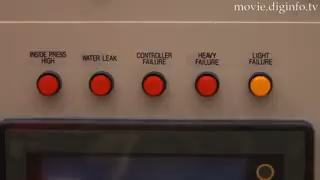 movie.diginfo.tv
INSIDE PRESS HIGH
WATER LEAK
CONTROLLER FAILURE
HEAVY FAILURE
LIGHT FAILURE